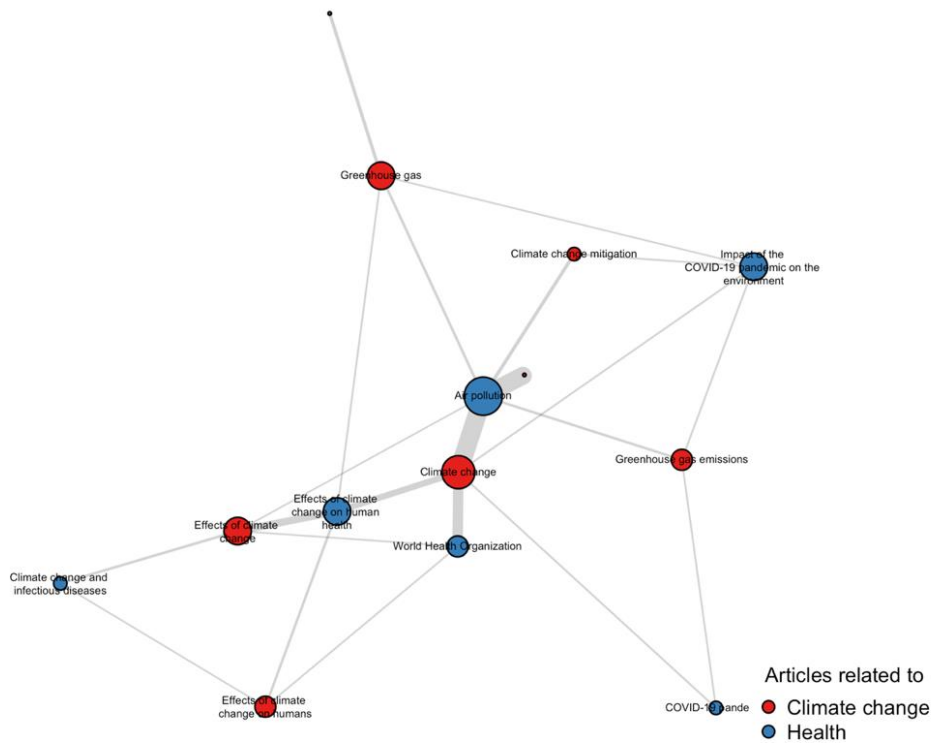 Greenhouse gas
Climate change mitigation
Impact of the
COVID-19 pandemic on the
environment
Air pollution
Greenhouse gas emissions
Climate change
Effects of climate
change on human
health
Effects of climate
change
World Health Organization
Climate change and
infectious diseases
Effects of climate
change on humans
COVID-19 pande
Articles related to
Climate change
Health